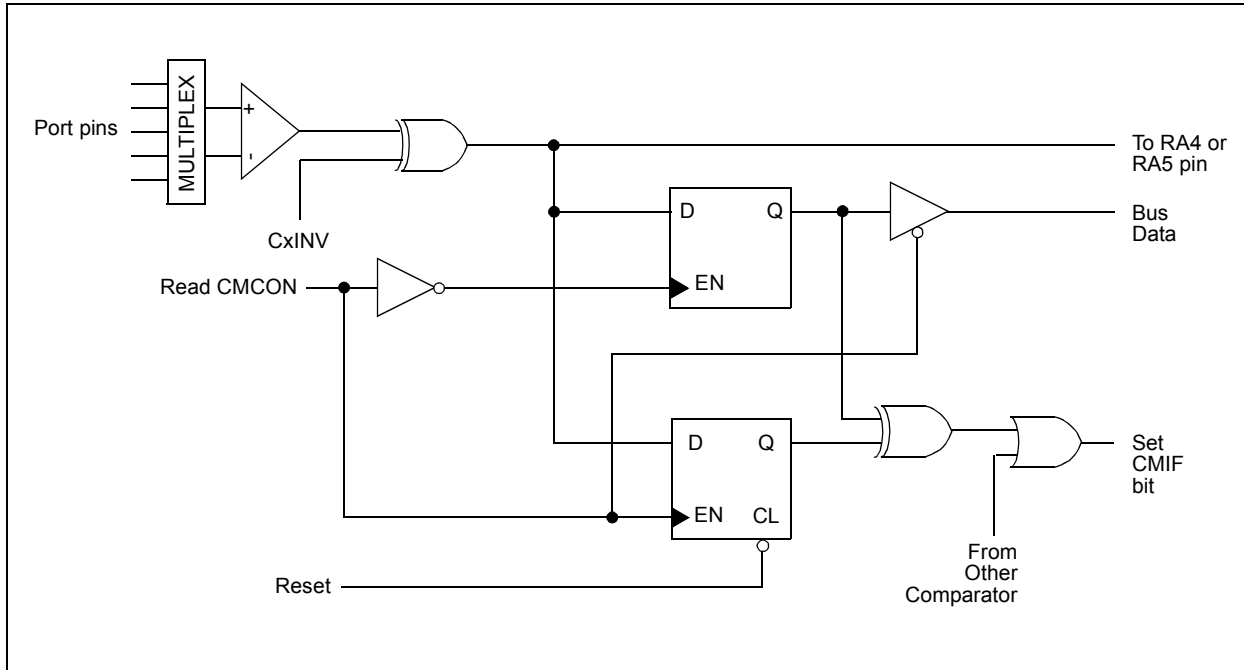 MULTIPLEX
+
-
Port pins
CxINV
To RA4 or
RA5 pin
D
Q
EN
Bus
Data
Read CMCON
D
Q
EN
CL
Set
CMIF
bit
From
Other
Comparator
Reset